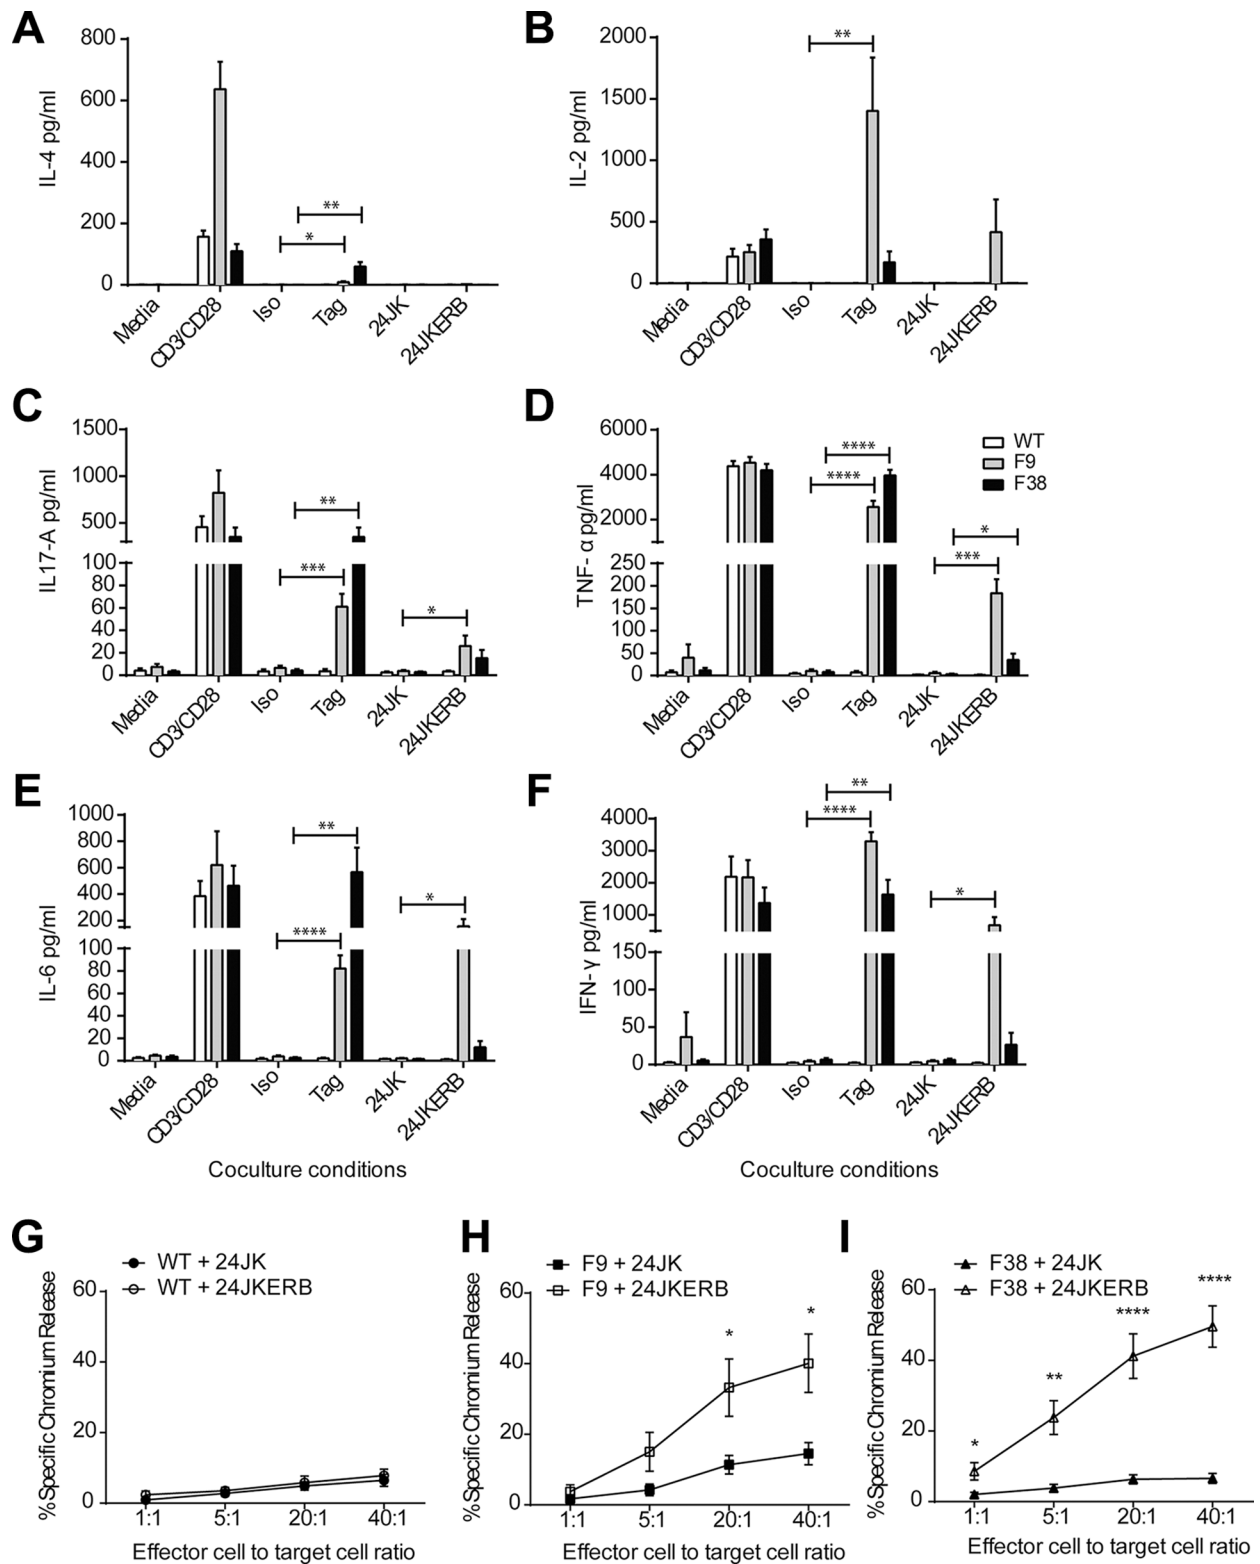 A
IL-4 pg/ml
800
600
400
200
0
**
*
Media
CD3/CD28
Iso
Tag
24JK
24JKERB
B
IL-2 pg/ml
2000
1500
1000
500
0
**
Media
CD3/CD28
Iso
Tag
24JK
24JKERB
C
IL17-A pg/ml
1500
1000
500
100
80
60
40
20
0
**
***
*
Media
CD3/CD28
Iso
Tag
24JK
24JKERB
D
TNF- α pg/ml
6000
4000
2000
250
200
150
100
50
0
****
****
*
***
WT
F9
F38
Media
CD3/CD28
Iso
Tag
24JK
24JKERB
E
IL-6 pg/ml
1000
800
600
400
200
100
80
60
40
20
0
**
****
*
Media
CD3/CD28
Iso
Tag
24JK
24JKERB
Coculture conditions
F
IFN- γ pg/ml
4000
3000
2000
1000
150
100
50
0
**
****
*
Media
CD3/CD28
Iso
Tag
24JK
24JKERB
Coculture conditions
G
WT + 24JK
WT + 24JKERB
%Specific Chromium Release
60
40
20
0
1:1 5:1 20:1 40:1
Effector cell to target cell ratio
H
F9 + 24JK
F9 + 24JKERB
%Specific Chromium Release
60
40
20
0
* *
1:1 5:1 20:1 40:1
Effector cell to target cell ratio
I
F38 + 24JK
F38 + 24JKERB
%Specific Chromium Release
60
40
20
0
* ** **** ****
1:1 5:1 20:1 40:1
Effector cell to target cell ratio